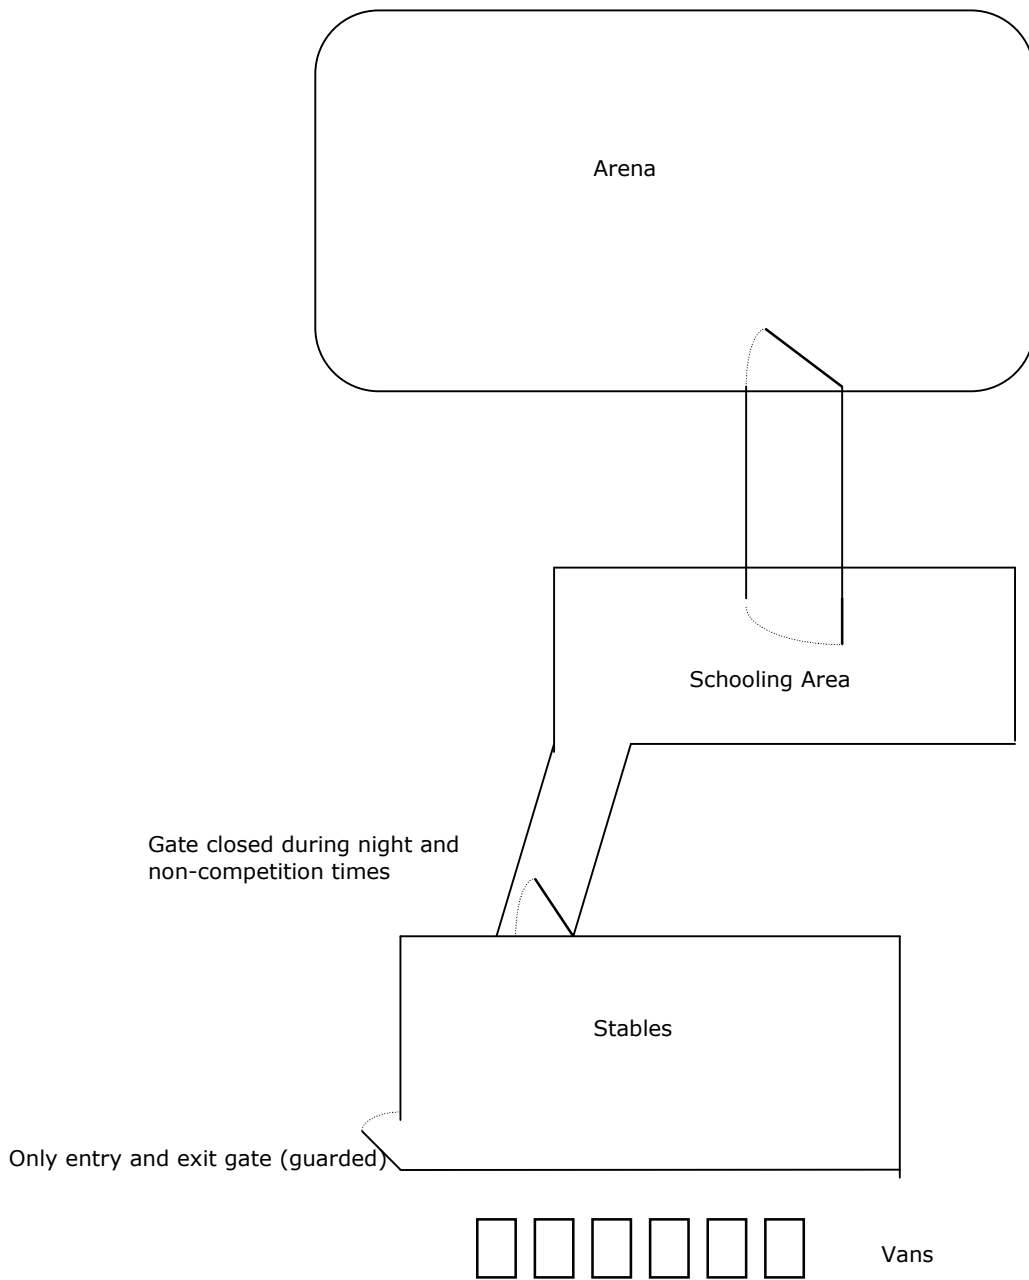 Arena
Schooling Area
Gate closed during night and
non-competition times
Stables
Only entry and exit gate (guarded)
Vans